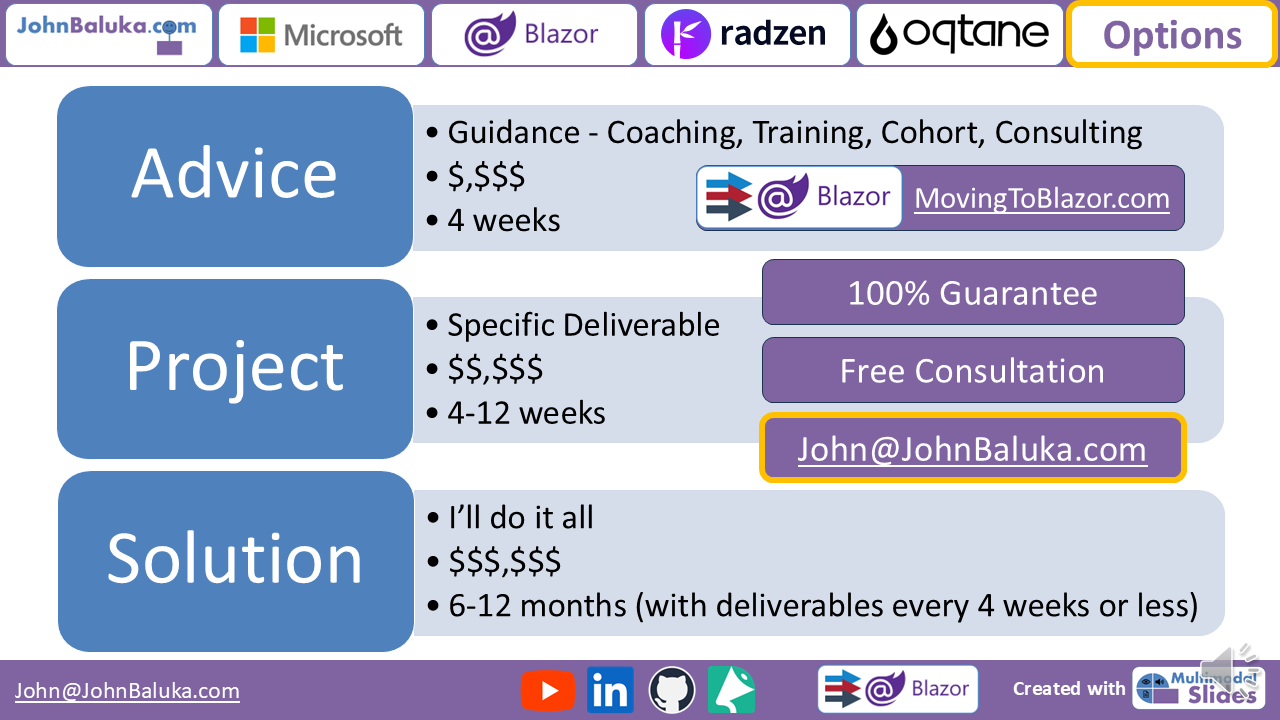 JohnBaluka.com
Microsoft
Blazor
radzen
oqtane
Options
Advice
• Guidance - Coaching, Training, Cohort, Consulting
• $,$$$
• 4 weeks
Blazor
MovingToBlazor.com
Project
• Specific Deliverable
• $$,$$$
• 4-12 weeks
100% Guarantee
Free Consultation
John@JohnBaluka.com
Solution
• I’ll do it all
• $$$,$$$
• 6-12 months (with deliverables every 4 weeks or less)
John@JohnBaluka.com
in
Blazor
Created with
Multimodal
Slides